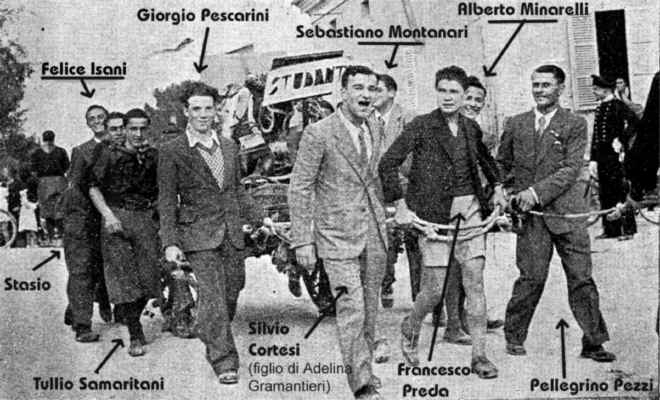 Alberto Minarelli
Giorgio Pescarini
Sebastiano Montanari
Felice Isani
STUDANT
Stasio
Silvio
Cortesi
(figlio di Adelina
Gramantieri)
Francesco
Preda
Tullio Samaritani
Pellegrino Pezzi